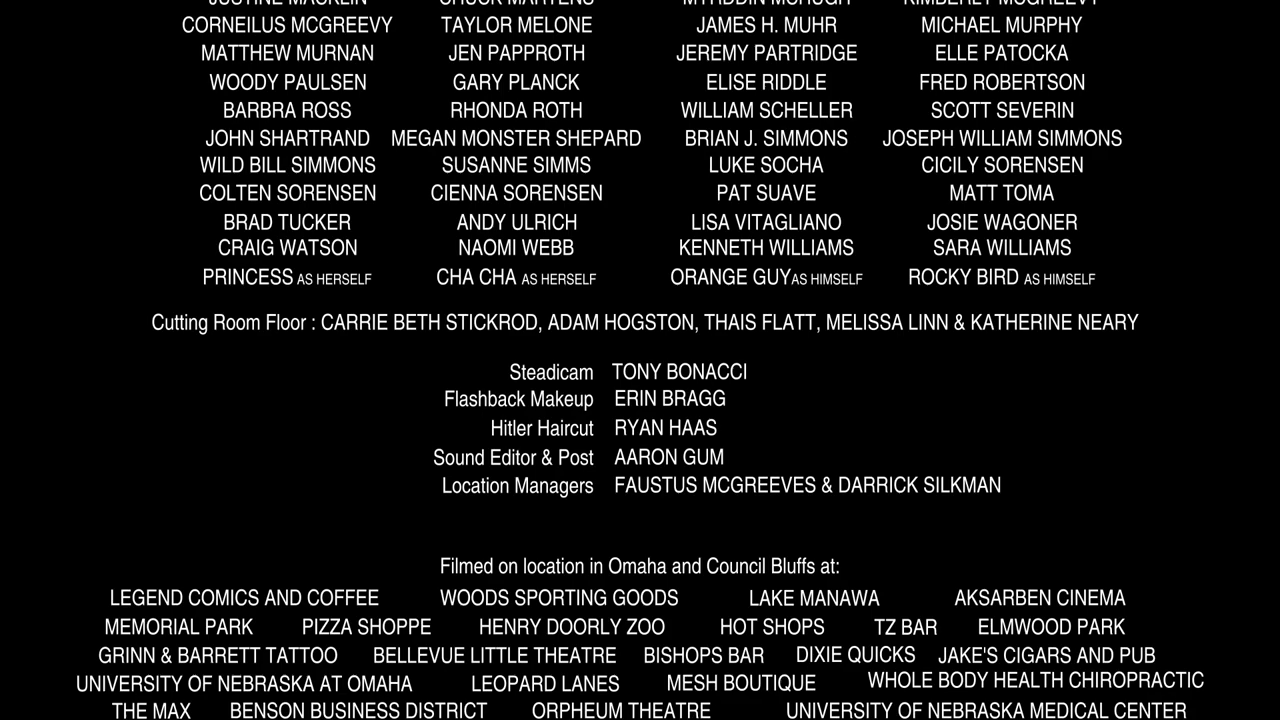 JUSTINE MACKLIN CHUCK MARTENS MYRIDDIN MCHUGH KIMBERLY MCGREEVY
CORNEILUS MCGREEVY TAYLOR MELONE JAMES H. MUHR MICHAEL MURPHY
MATTHEW MURNAN JEN PAPPROTH JEREMY PARTRIDGE ELLE PATOCKA
WOODY PAULSEN GARY PLANCK ELISE RIDDLE FRED ROBERTSON
BARBRA ROSS RHONDA ROTH WILLIAM SCHELLER SCOTT SEVERIN
JOHN SHARTRAND MEGAN MONSTER SHEPARD BRIAN J. SIMMONS JOSEPH WILLIAM SIMMONS
WILD BILL SIMMONS SUSANNE SIMMS LUKE SOCHA CICILY SORENSEN
COLTEN SORENSEN CIENNA SORENSEN PAT SUAVE MATT TOMA
BRAD TUCKER ANDY ULRICH LISA VITAGLIANO JOSIE WAGONER
CRAIG WATSON NAOMI WEBB KENNETH WILLIAMS SARA WILLIAMS
PRINCESS AS HERSELF CHA CHA AS HERSELF ORANGE GUY AS HIMSELF ROCKY BIRD AS HIMSELF
Cutting Room Floor : CARRIE BETH STICKROD, ADAM HOGSTON, THAIS FLATT, MELISSA LINN & KATHERINE NEARY
Steadicam TONY BONACCI
Flashback Makeup ERIN BRAGG
Hitler Haircut RYAN HAAS
Sound Editor & Post AARON GUM
Location Managers FAUSTUS MCGREEVES & DARRICK SILKMAN
Filmed on location in Omaha and Council Bluffs at:
LEGEND COMICS AND COFFEE WOODS SPORTING GOODS LAKE MANAWA AKSARBEN CINEMA
MEMORIAL PARK PIZZA SHOPPE HENRY DOORLY ZOO HOT SHOPS TZ BAR ELMWOOD PARK
GRINN & BARRETT TATTOO BELLEVUE LITTLE THEATRE BISHOPS BAR DIXIE QUICKS JAKE'S CIGARS AND PUB
UNIVERSITY OF NEBRASKA AT OMAHA LEOPARD LANES MESH BOUTIQUE WHOLE BODY HEALTH CHIROPRACTIC
THE MAX BENSON BUSINESS DISTRICT ORPHEUM THEATRE UNIVERSITY OF NEBRASKA MEDICAL CENTER